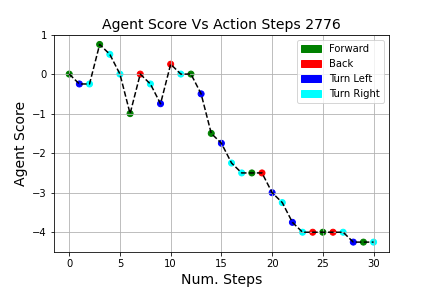 Agent Score Vs Action Steps 2776
Forward
Back
Turn Left
Turn Right
Agent Score
1
0
−1
−2
−3
−4
0 5 10 15 20 25 30
Num. Steps